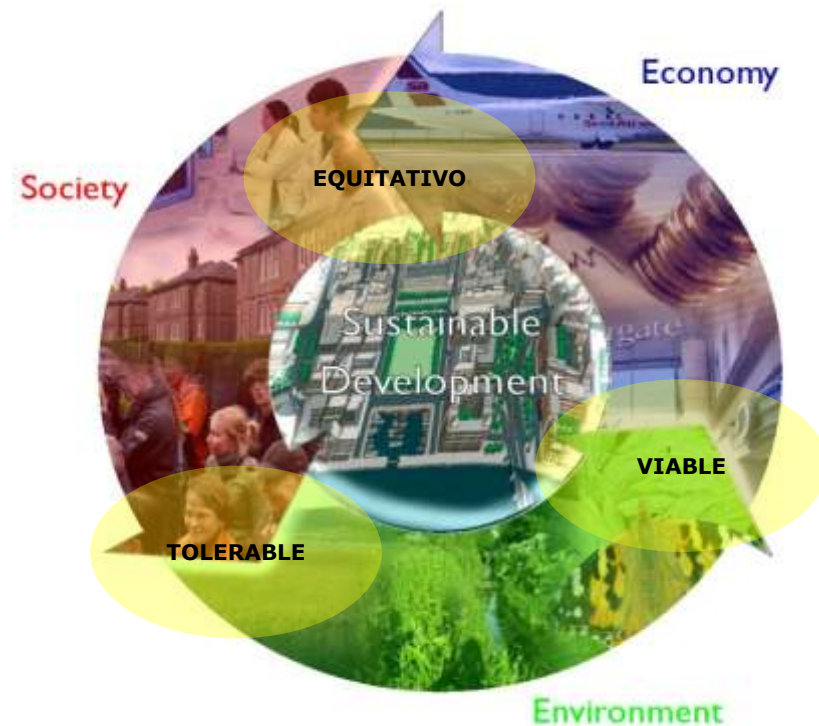 Economy
EQUITATIVO
Society
Sustainable
Development
VIABLE
TOLERABLE
Environment